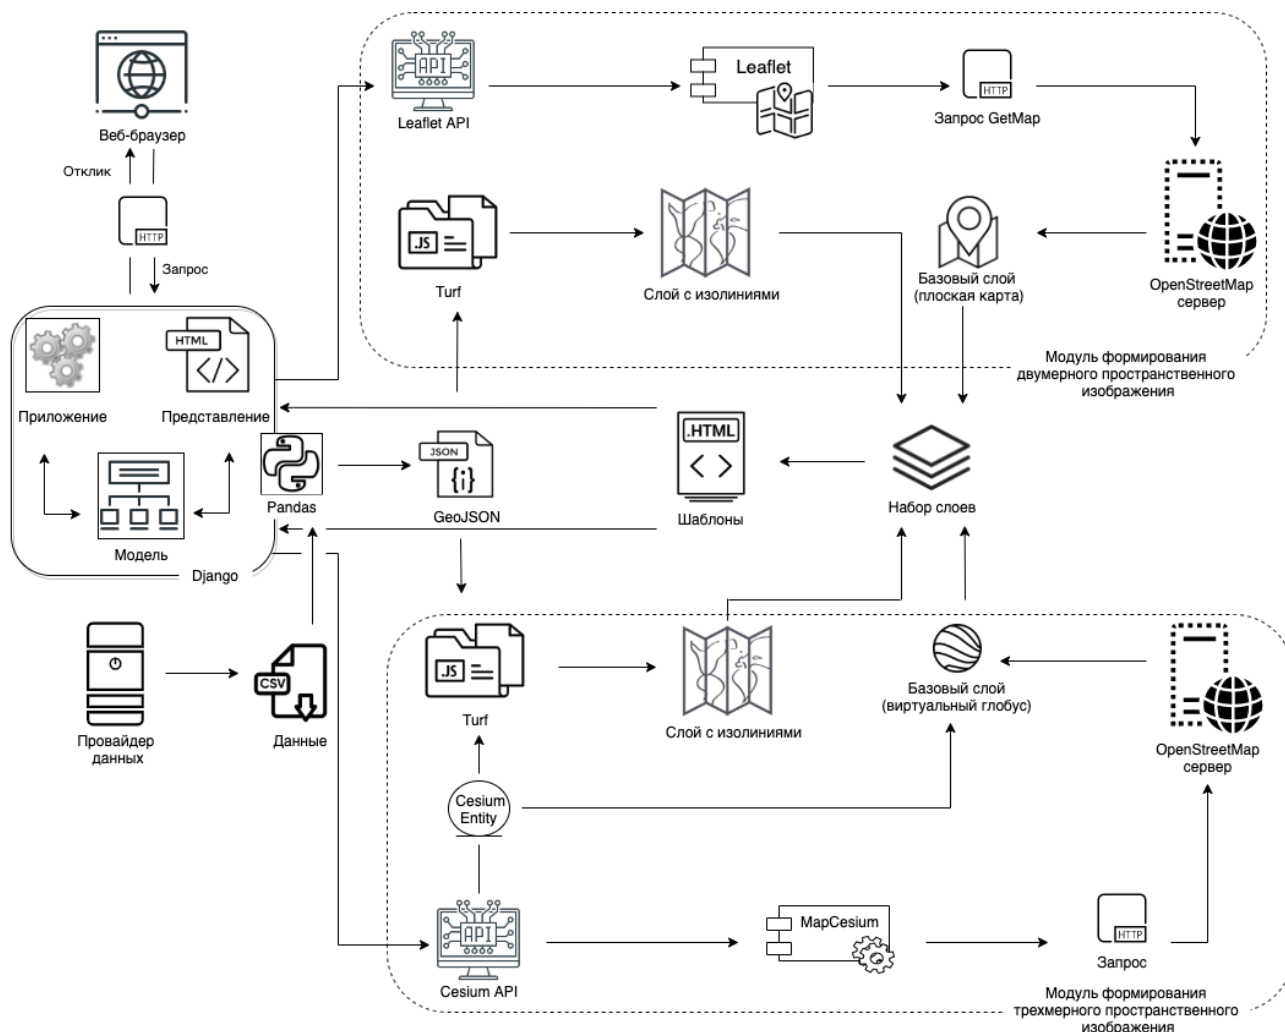 API
Leaflet API
Leaflet
HTTP
Запрос GetMap
Веб-браузер
Отклик
HTTP
Запрос
.JS
Turf
Слой с изолиниями
Базовый слой
(плоская карта)
OpenStreetMap
сервер
Модуль формирования
двумерного пространственного
изображения
HTML
</>
Приложение
Представление
Модель
Django
Pandas
JSON
{i}
GeoJSON
.HTML
< >
Шаблоны
Набор слоев
Провайдер
данных
CSV
Данные
.JS
Turf
Слой с изолиниями
Базовый слой
(виртуальный глобус)
OpenStreetMap
сервер
Cesium
Entity
API
Cesium API
MapCesium
HTTP
Запрос
Модуль формирования
трехмерного пространственного
изображения